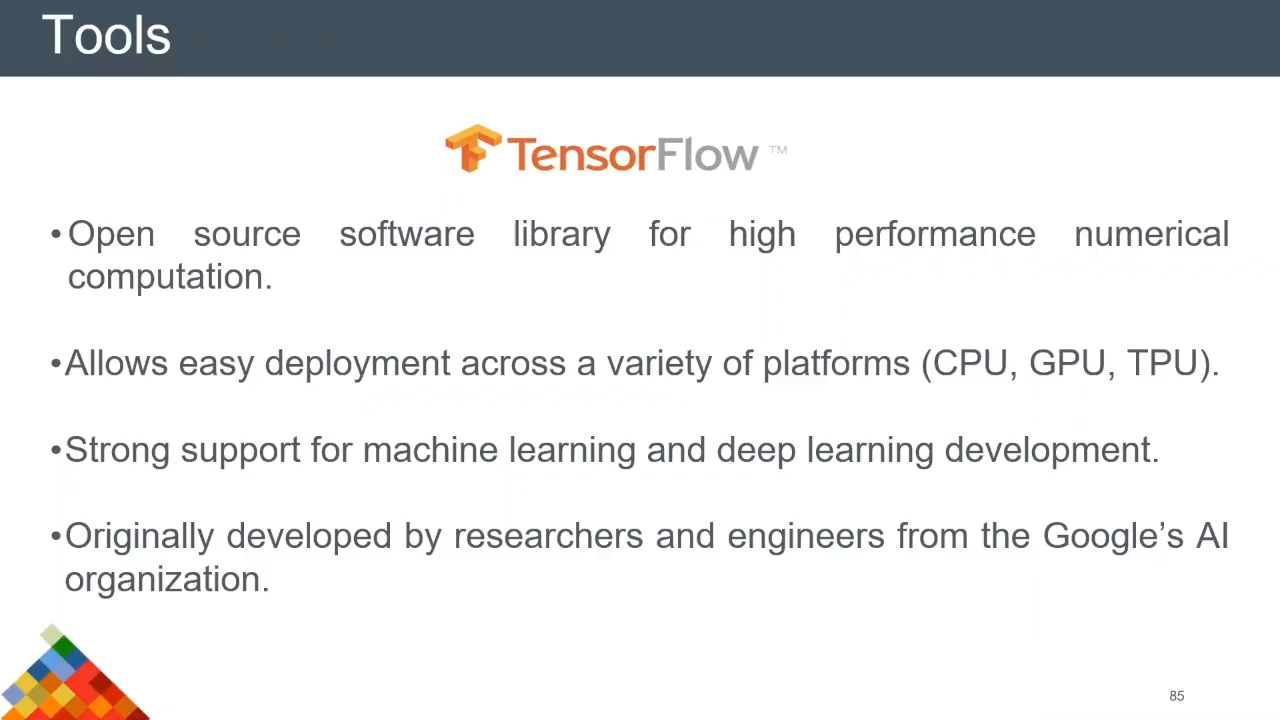 Tools
TensorFlow ™
•Open source software library for high performance numerical
computation.
•Allows easy deployment across a variety of platforms (CPU, GPU, TPU).
•Strong support for machine learning and deep learning development.
•Originally developed by researchers and engineers from the Google’s AI
organization.
85